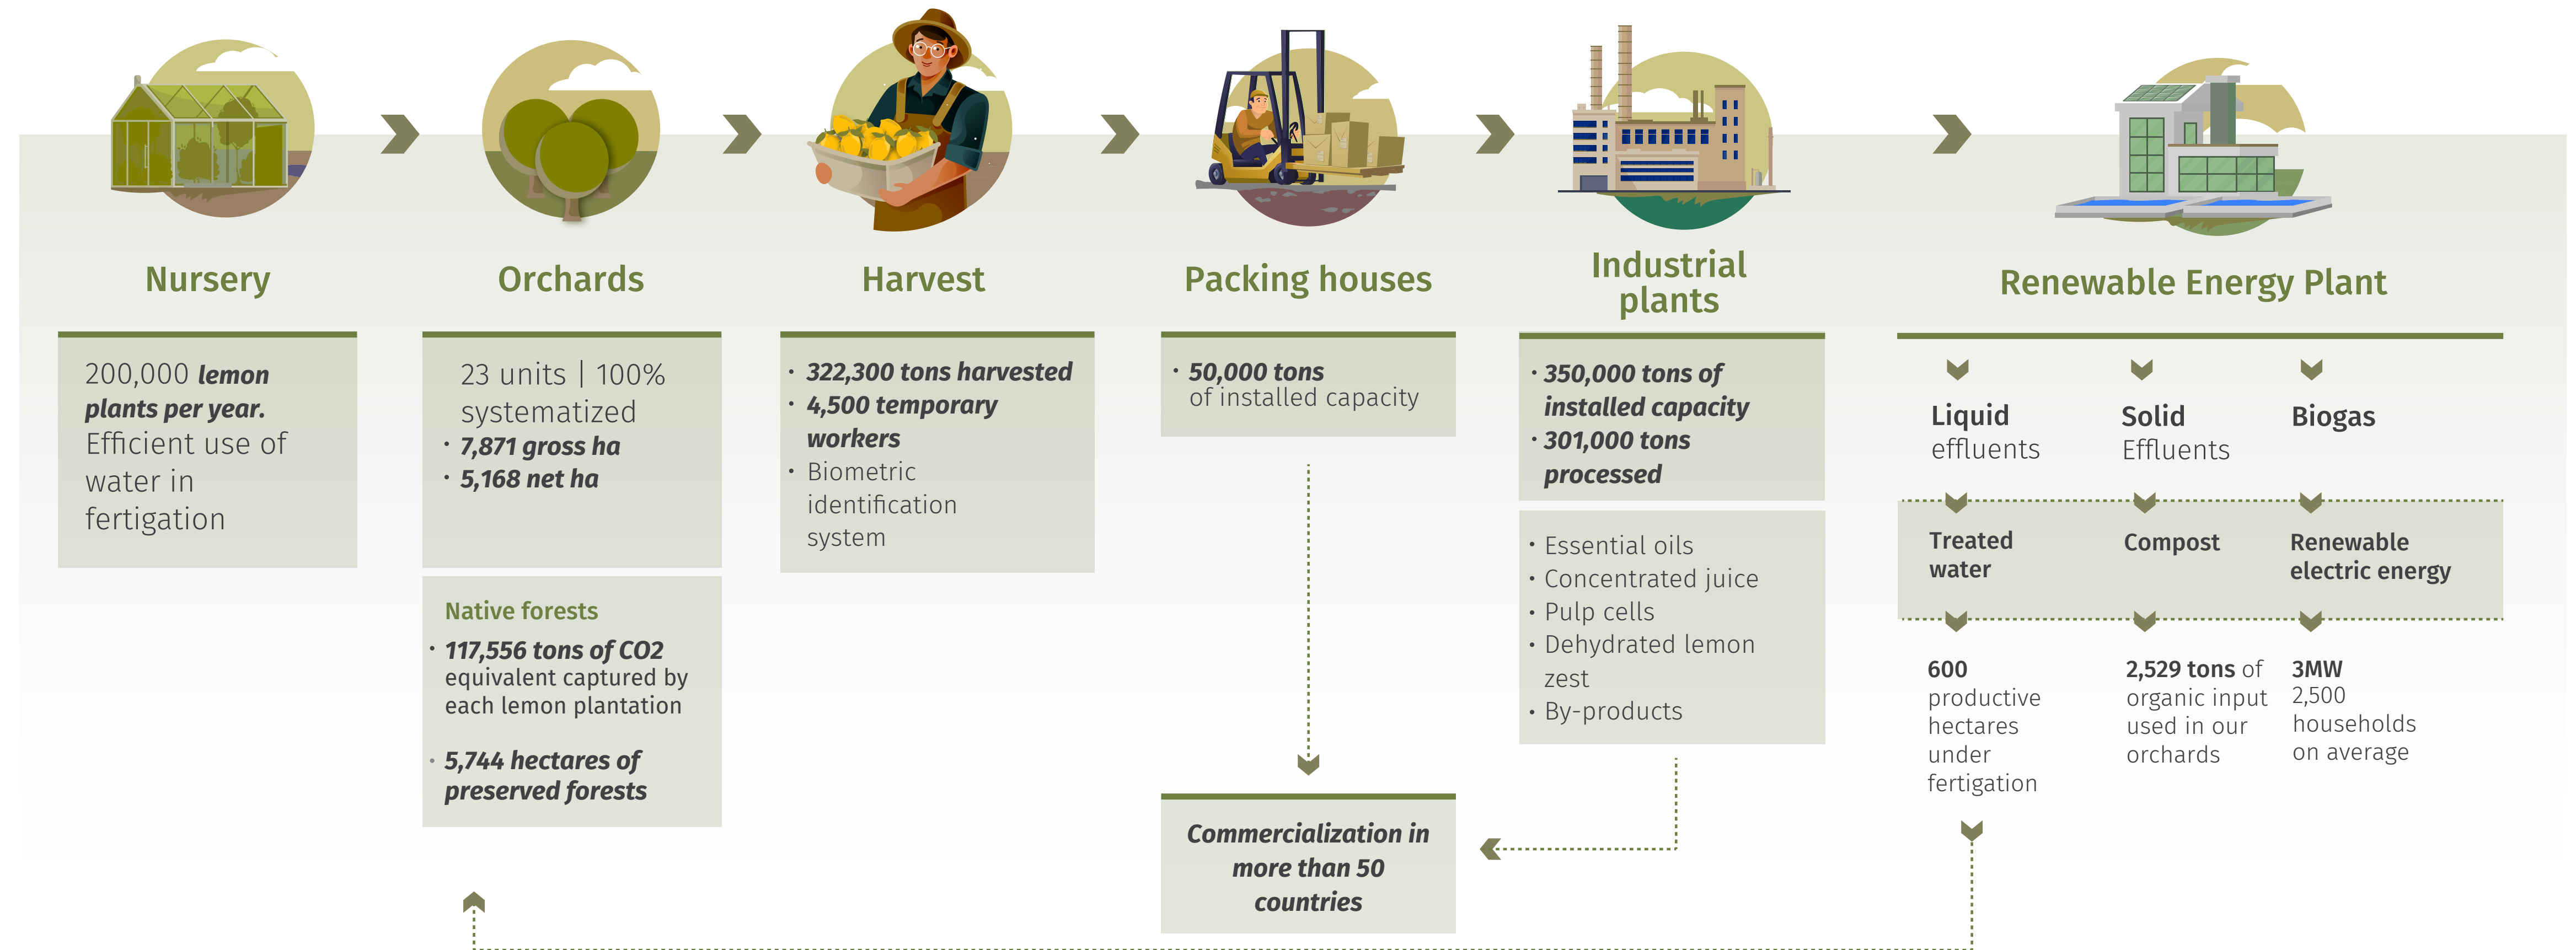 Nursery
200,000 lemon
plants per year.
Efficient use of
water in
fertigation
Orchards
23 units | 100%
systematized
· 7,871 gross ha
· 5,168 net ha
Native forests
· 117,556 tons of CO2
equivalent captured by
each lemon plantation
· 5,744 hectares of
preserved forests
Harvest
· 322,300 tons harvested
· 4,500 temporary
workers
· Biometric
identification
system
Packing houses
· 50,000 tons
of installed capacity
Commercialization in
more than 50
countries
Industrial
plants
· 350,000 tons of
installed capacity
· 301,000 tons
processed
· Essential oils
· Concentrated juice
· Pulp cells
· Dehydrated lemon
zest
· By-products
Renewable Energy Plant
Liquid
effluents
Treated
water
600
productive
hectares
under
fertigation
Solid
Effluents
Compost
2,529 tons of
organic input
used in our
orchards
Biogas
Renewable
electric energy
3MW
2,500
households
on average